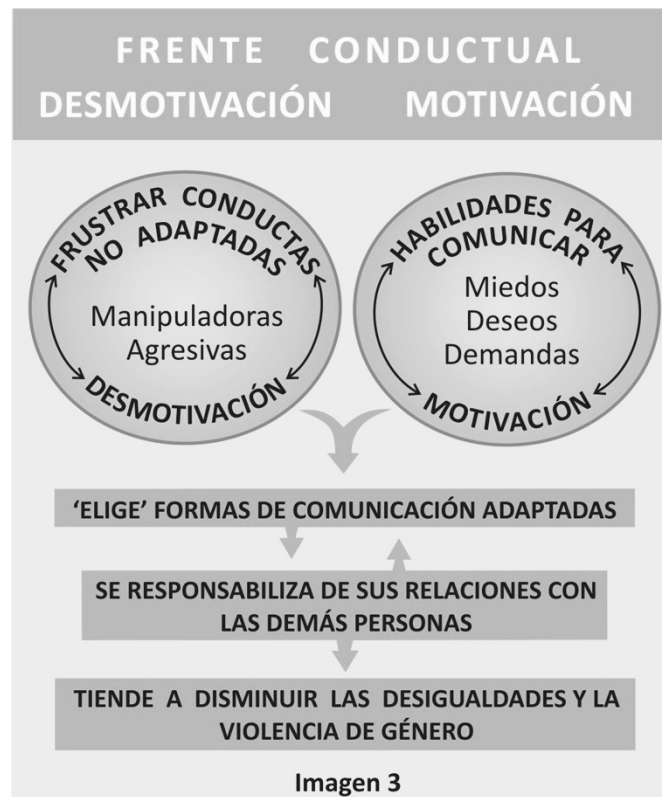 FRENTE CONDUCTUAL
DESMOTIVACIÓN MOTIVACIÓN
FRUSTRAR CONDUCTAS
NO ADAPTADAS
Manipuladoras
Agresivas
DESMOTIVACIÓN
HABILIDADES PARA
COMUNICAR
Miedos
Deseos
Demandas
MOTIVACIÓN
‘ELIGE’ FORMAS DE COMUNICACIÓN ADAPTADAS
SE RESPONSABILIZA DE SUS RELACIONES CON
LAS DEMÁS PERSONAS
TIENDE A DISMINUIR LAS DESIGUALDADES Y LA
VIOLENCIA DE GÉNERO
Imagen 3